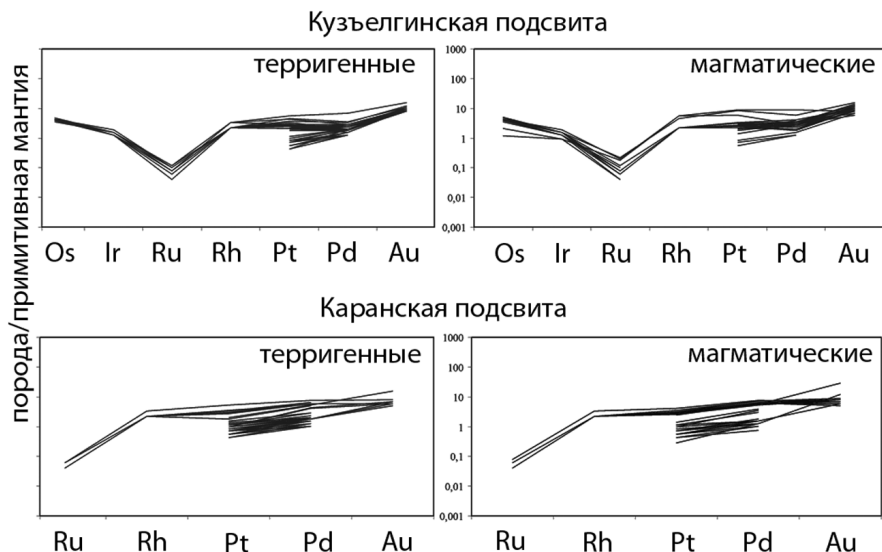 Кузъелгинская подсвита
порода/примитивная мантия
терригенные
магматические
1000
100
10
1
0,1
0,01
0,001
Os Ir Ru Rh Pt Pd Au
Os Ir Ru Rh Pt Pd Au
Каранская подсвита
терригенные
магматические
1000
100
10
1
0,1
0,01
0,001
Ru Rh Pt Pd Au
Ru Rh Pt Pd Au